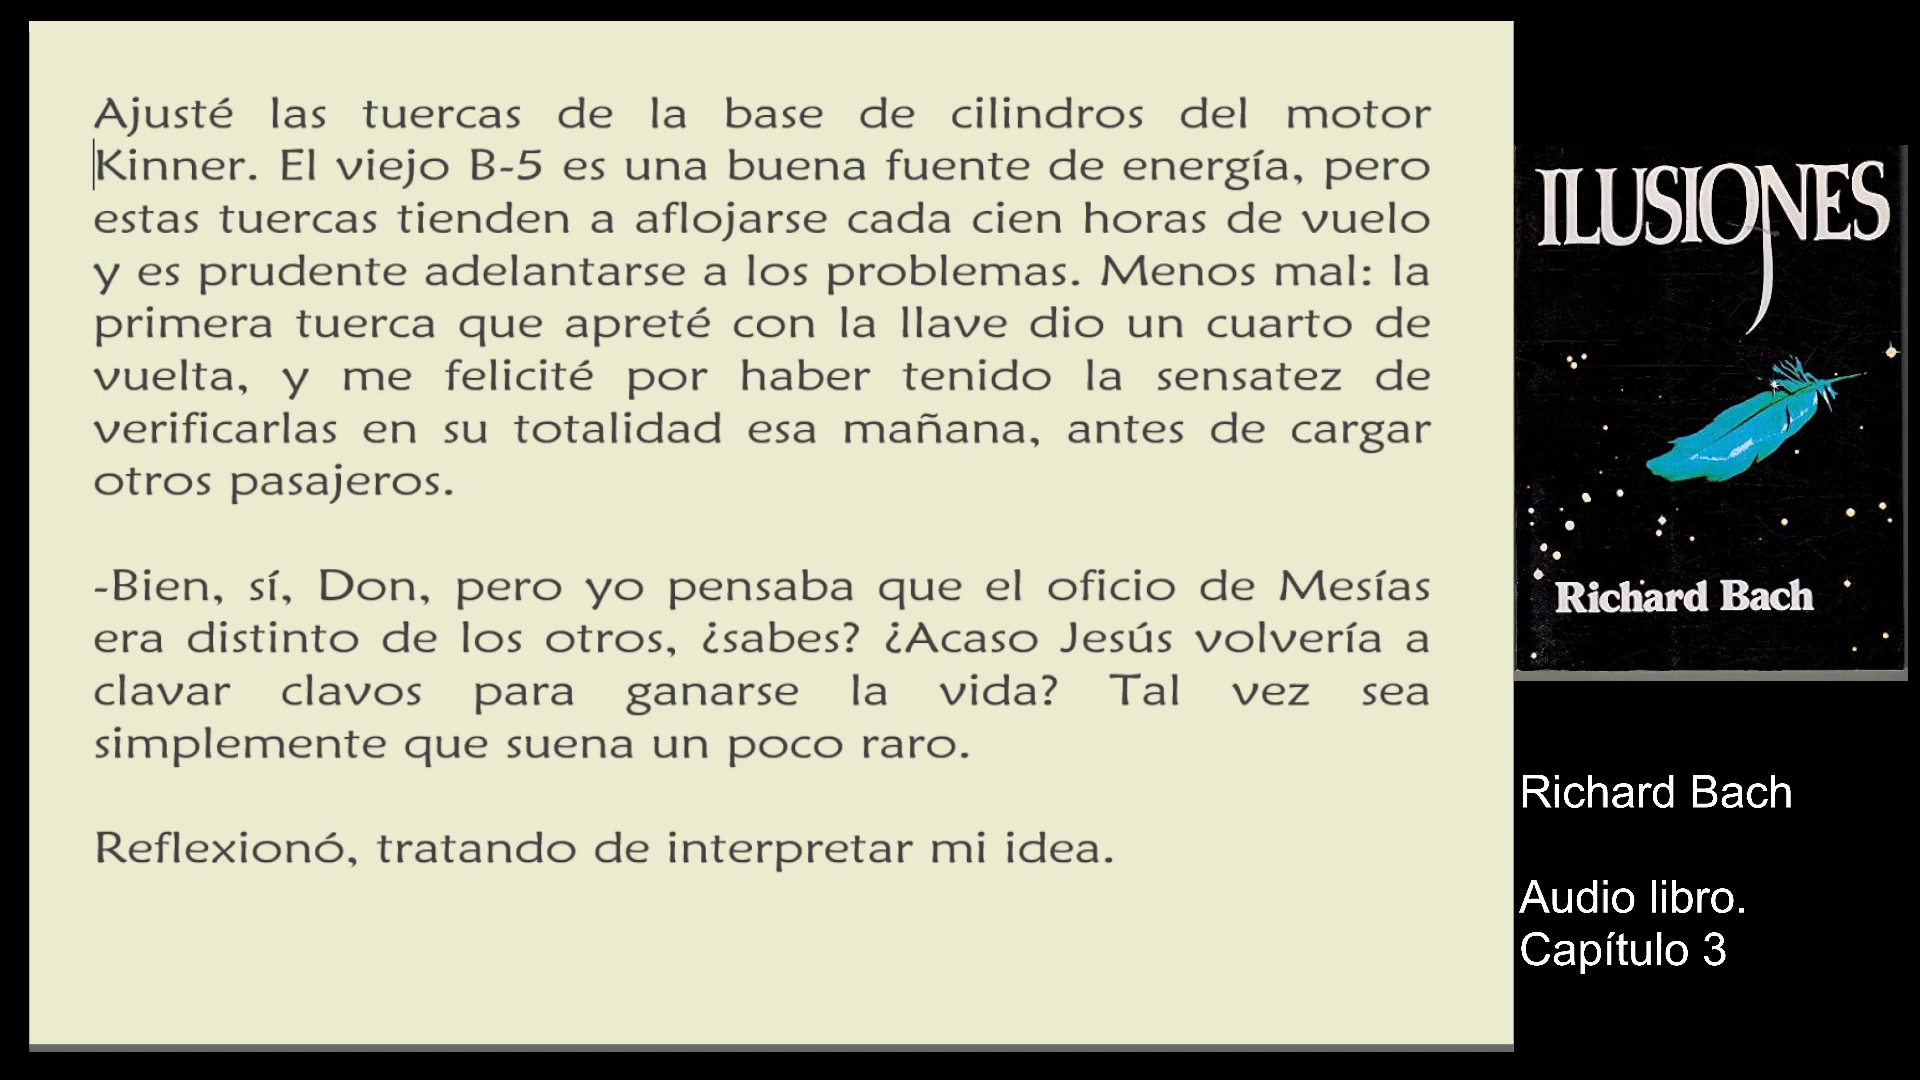 Ajusté las tuercas de la base de cilindros del motor
Kinner. El viejo B-5 es una buena fuente de energía, pero
estas tuercas tienden a aflojarse cada cien horas de vuelo
y es prudente adelantarse a los problemas. Menos mal: la
primera tuerca que apreté con la llave dio un cuarto de
vuelta, y me felicité por haber tenido la sensatez de
verificarlas en su totalidad esa mañana, antes de cargar
otros pasajeros.
-Bien, sí, Don, pero yo pensaba que el oficio de Mesías
era distinto de los otros, ¿sabes? ¿Acaso Jesús volvería a
clavar clavos para ganarse la vida? Tal vez sea
simplemente que suena un poco raro.
Reflexionó, tratando de interpretar mi idea.
ILUSIONES
Richard Bach
Richard Bach
Audio libro.
Capítulo 3